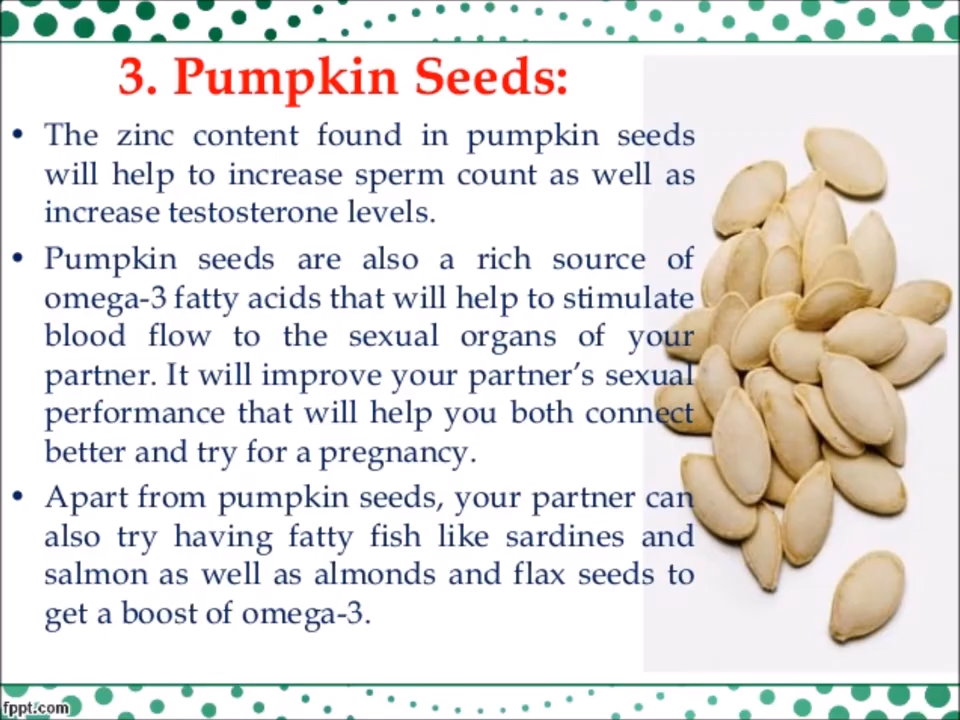 3. Pumpkin Seeds:
• The zinc content found in pumpkin seeds
will help to increase sperm count as well as
increase testosterone levels.
• Pumpkin seeds are also a rich source of
omega-3 fatty acids that will help to stimulate
blood flow to the sexual organs of your
partner. It will improve your partner’s sexual
performance that will help you both connect
better and try for a pregnancy.
• Apart from pumpkin seeds, your partner can
also try having fatty fish like sardines and
salmon as well as almonds and flax seeds to
get a boost of omega-3.
fppt.com